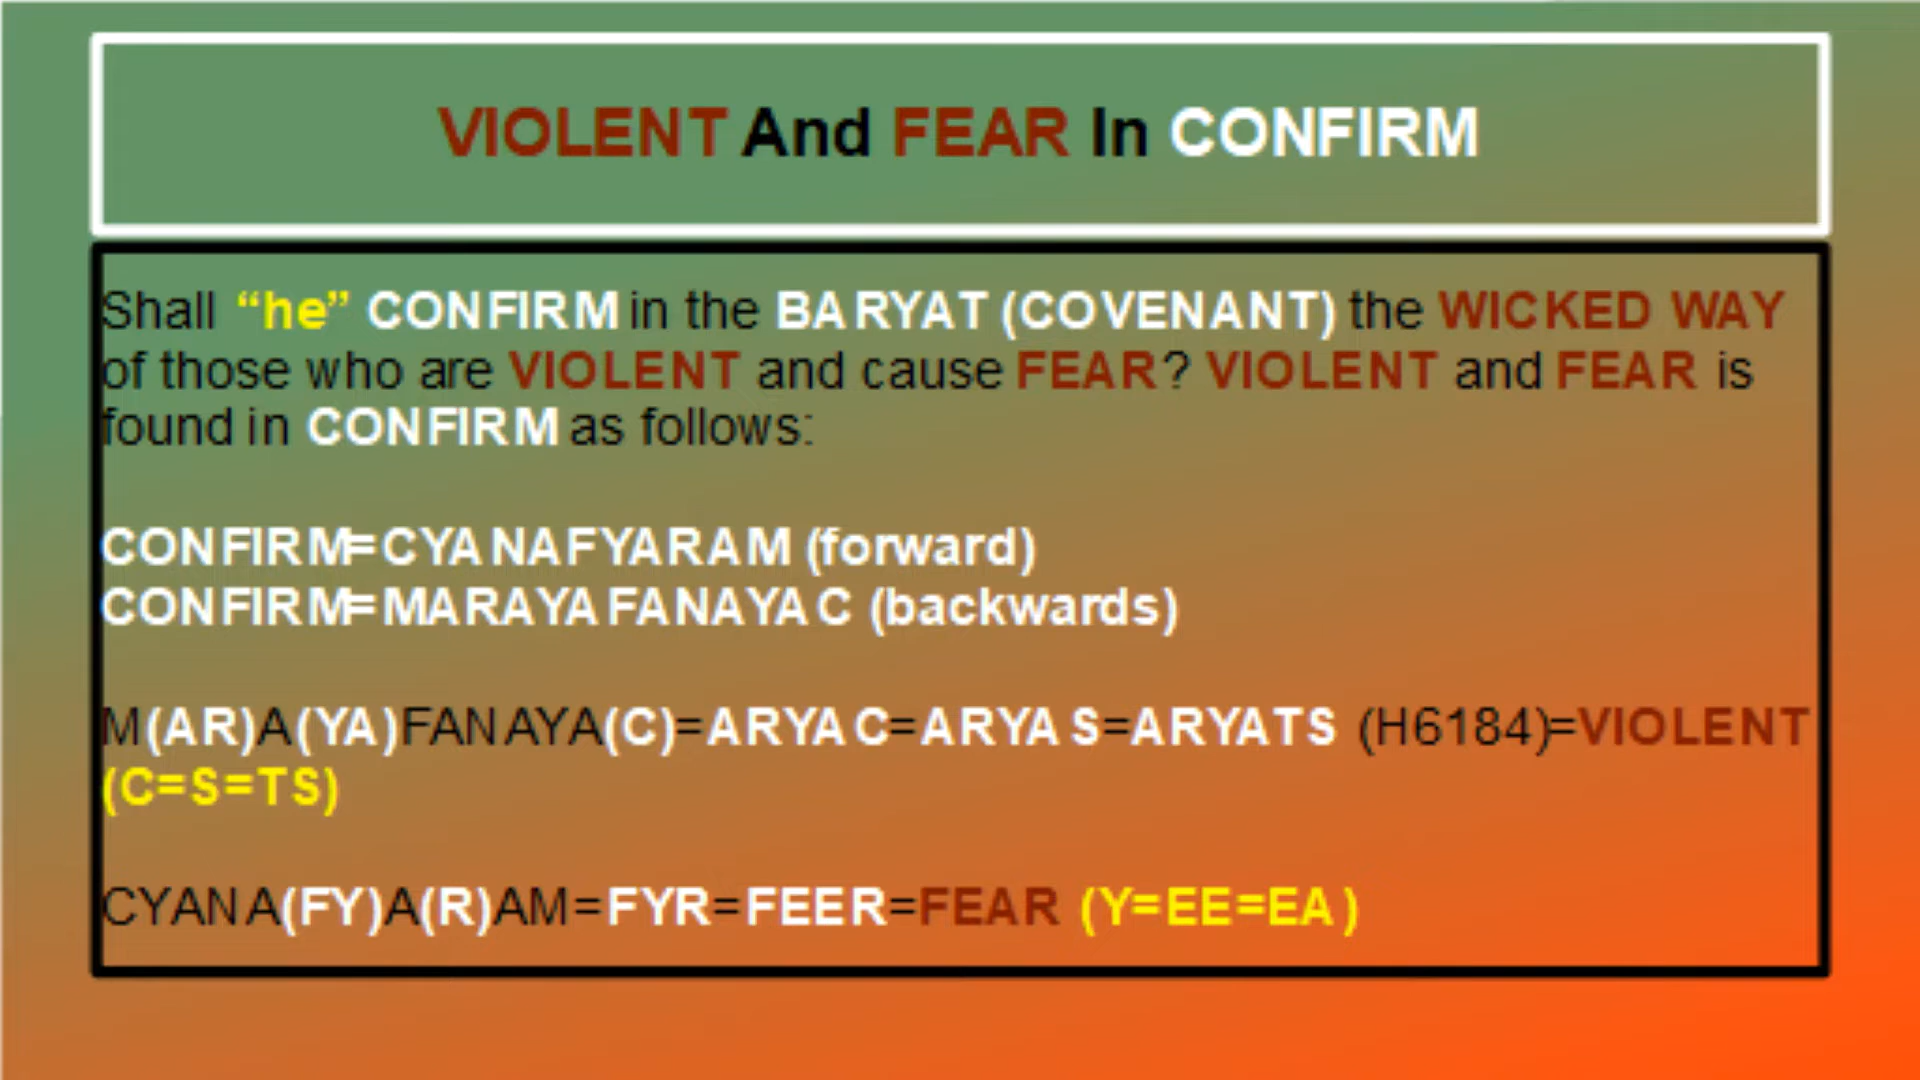 VIOLENT And FEAR In CONFIRM
Shall “he” CONFIRM in the BARYAT (COVENANT) the WICKED WAY
of those who are VIOLENT and cause FEAR? VIOLENT and FEAR is
found in CONFIRM as follows:
CONFIRM=CYANAFYARAM (forward)
CONFIRM=MARAYAFANAYAC (backwards)
M(AR)A(YA)FANAYA(C)=ARYAC=ARYAS=ARYATS (H6184)=VIOLENT
(C=S=TS)
CYANA(FY)A(R)AM=FYR=FEER=FEAR (Y=EE=EA)